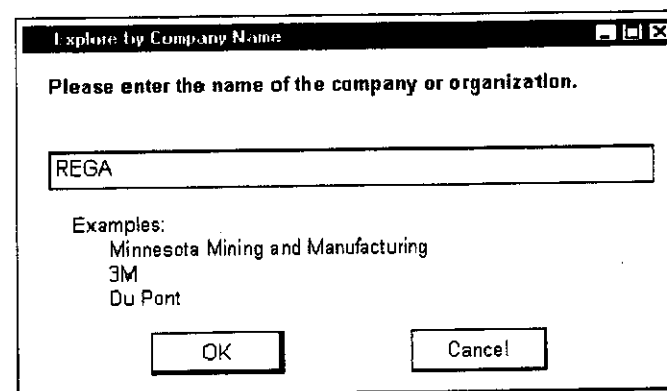 Explore by Company Name
Please enter the name of the company or organization.
REGA
Examples:
Minnesota Mining and Manufacturing
3M
Du Pont
OK
Cancel